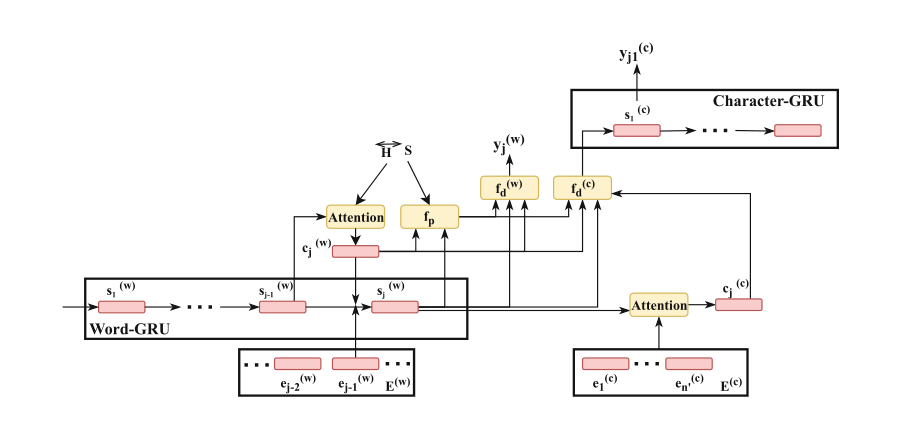 y_{j1}^{(c)}
Character-GRU
s_1^{(c)}
...
H S
y_j^{(w)}
f_d^{(w)}
f_d^{(c)}
Attention
f_p
c_j^{(w)}
s_1^{(w)}
...
s_{j-1}^{(w)}
s_j^{(w)}
Word-GRU
Attention
c_j^{(c)}
... ...
e_{j-2}^{(w)} e_{j-1}^{(w)} E^{(w)}
...
e_1^{(c)} e_{n'}^{(c)} E^{(c)}